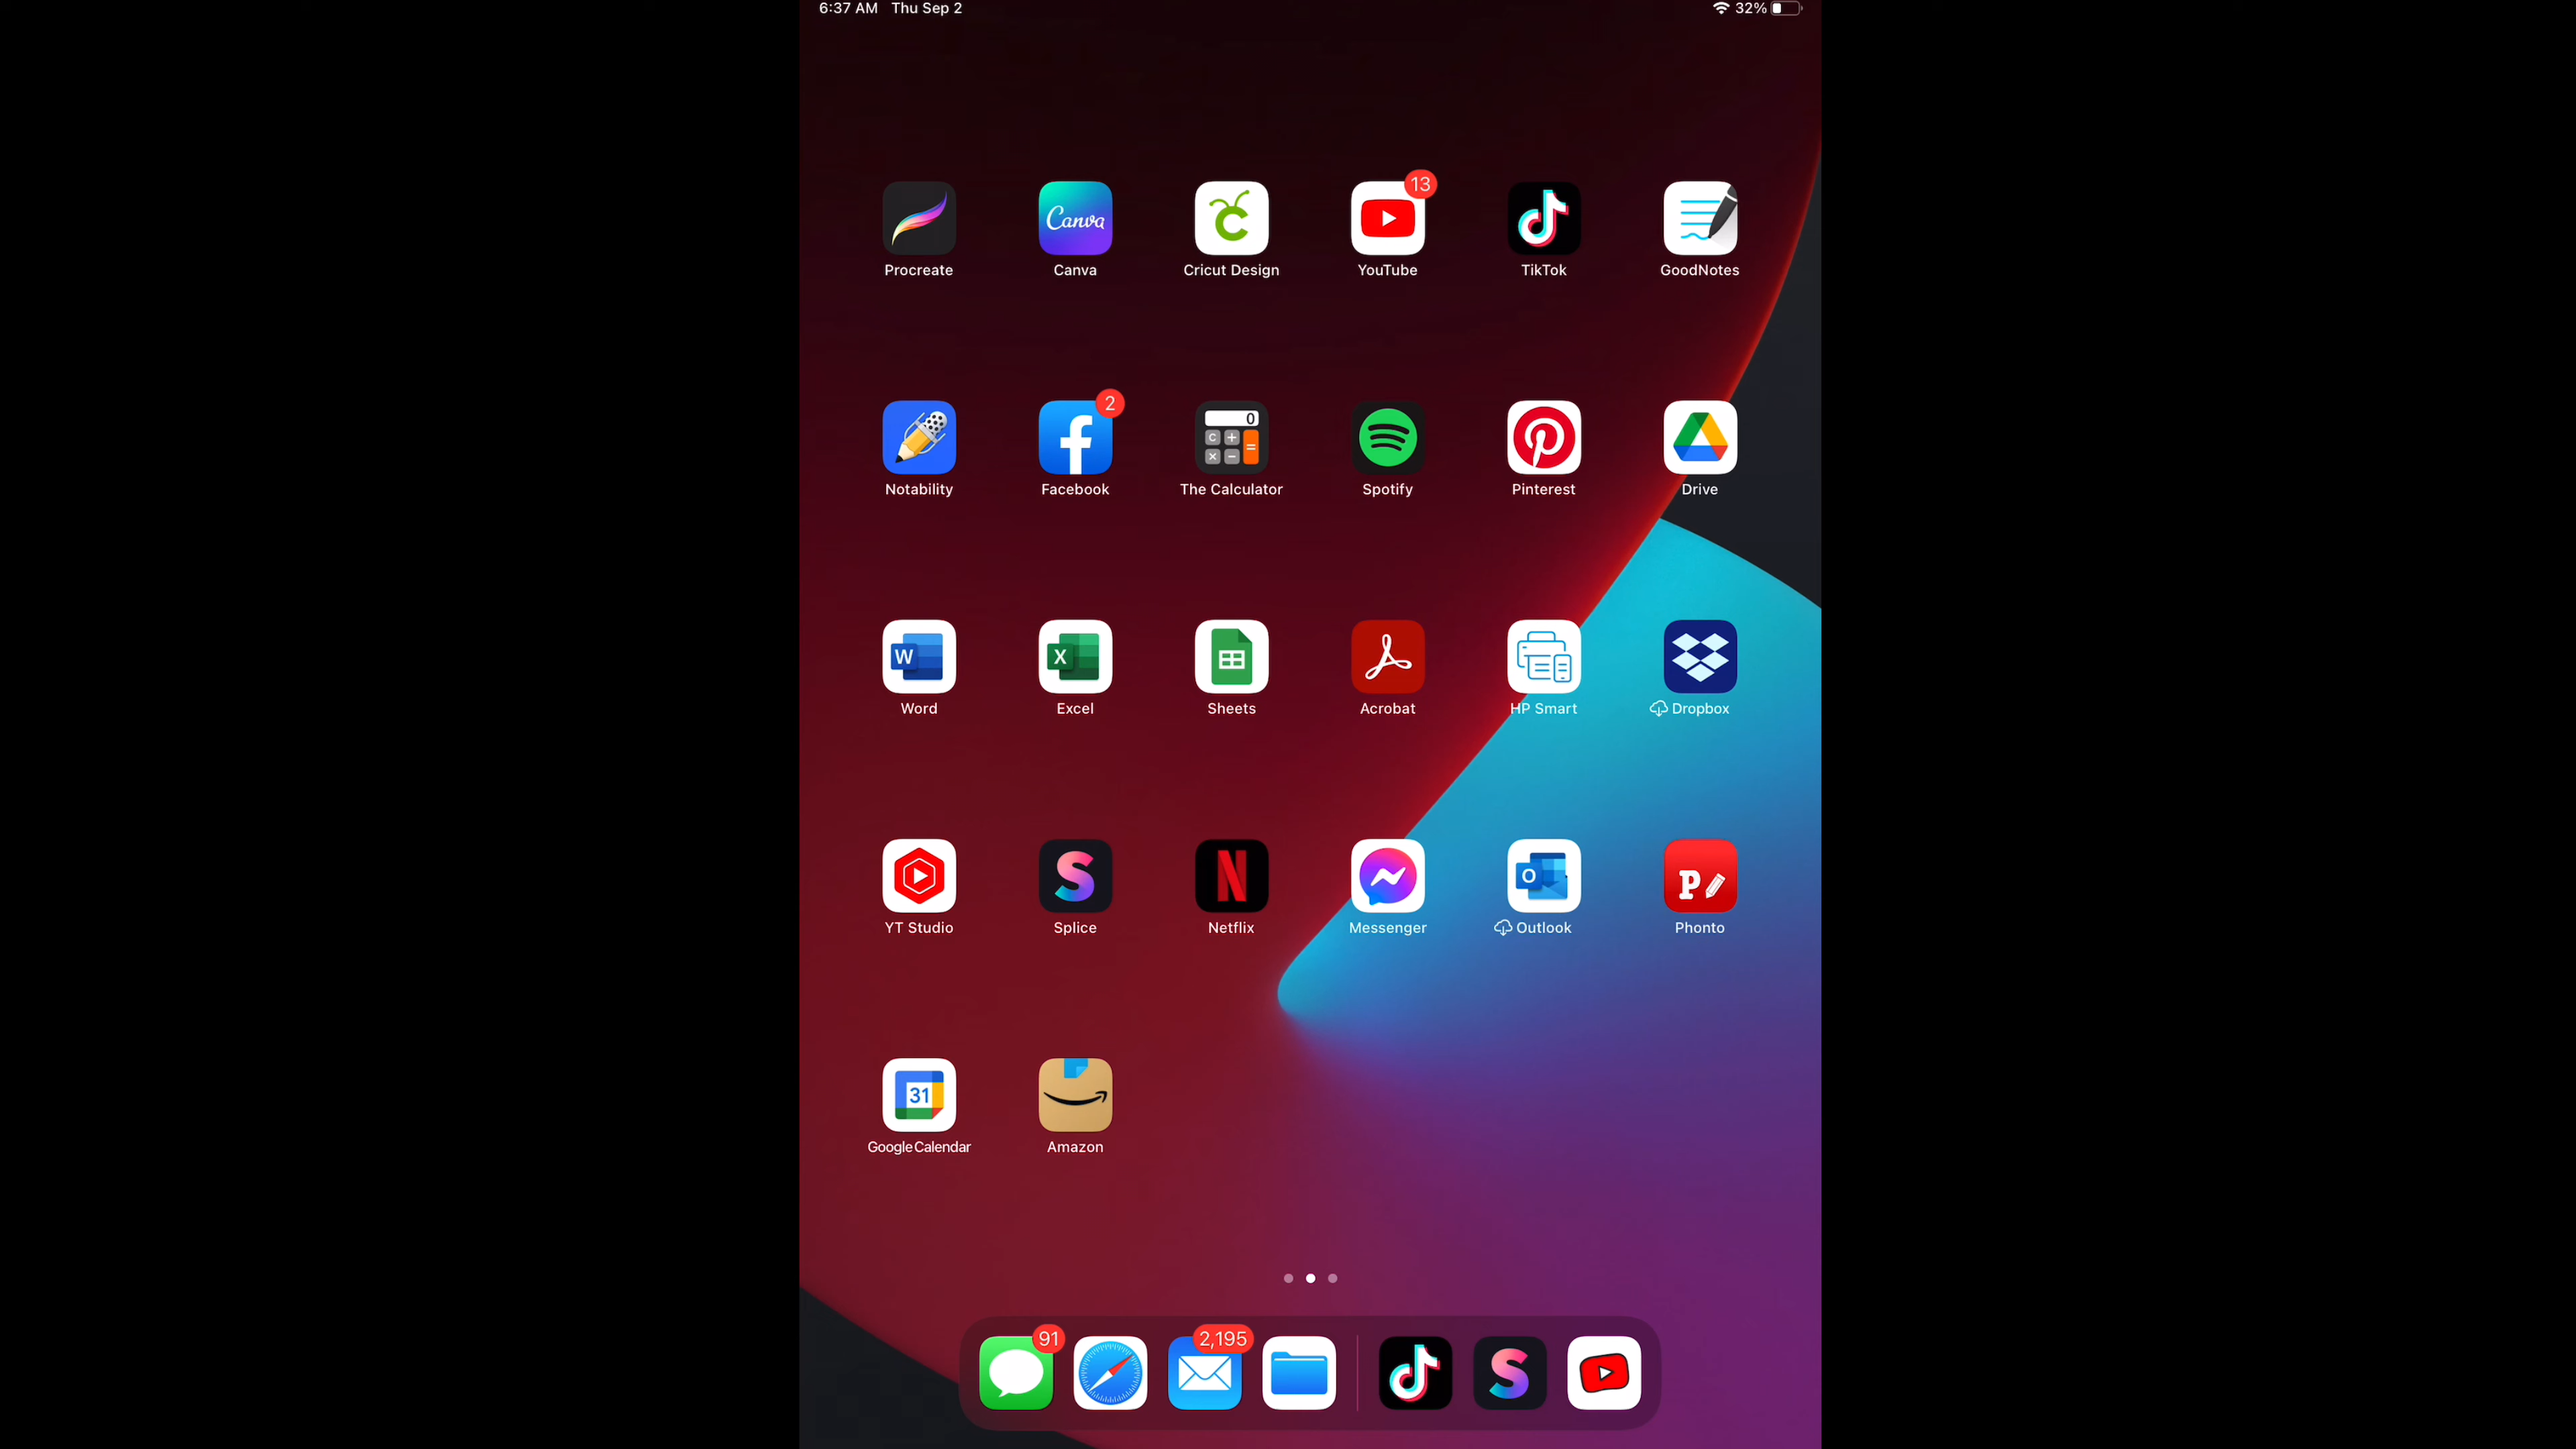 6:37 AM Thu Sep 2 32%
13
Canva
Procreate Canva Cricut Design YouTube TikTok GoodNotes
2
0
Notability Facebook The Calculator Spotify Pinterest Drive
W X
Word Excel Sheets Acrobat HP Smart Dropbox
S N O P
YT Studio Splice Netflix Messenger Outlook Phonto
31
Google Calendar Amazon
91 2,195
S